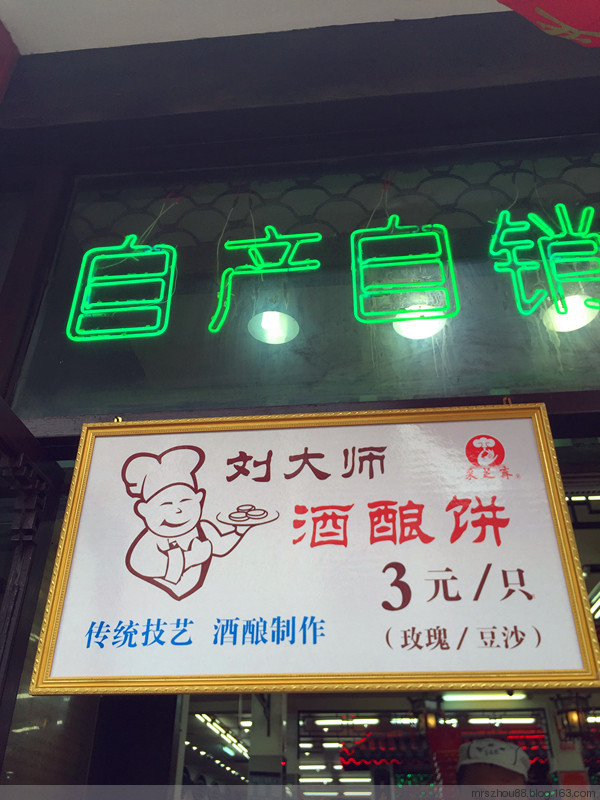 自产自销
刘大师
酒酿饼
3元/只
传统技艺 酒酿制作
(玫瑰/豆沙)
mrszhou88.blog.163.com